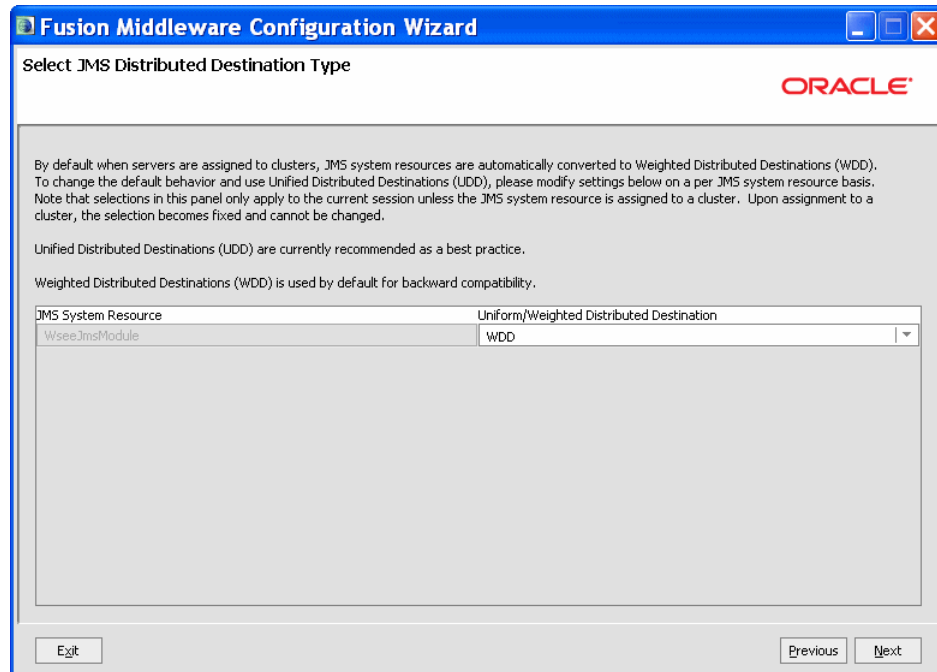 Fusion Middleware Configuration Wizard
Select JMS Distributed Destination Type
ORACLE
By default when servers are assigned to clusters, JMS system resources are automatically converted to Weighted Distributed Destinations (WDD).
To change the default behavior and use Unified Distributed Destinations (UDD), please modify settings below on a per JMS system resource basis.
Note that selections in this panel only apply to the current session unless the JMS system resource is assigned to a cluster. Upon assignment to a
cluster, the selection becomes fixed and cannot be changed.
Unified Distributed Destinations (UDD) are currently recommended as a best practice.
Weighted Distributed Destinations (WDD) is used by default for backward compatibility.
JMS System Resource Uniform/Weighted Distributed Destination
WseeJmsModule WDD
Exit Previous Next